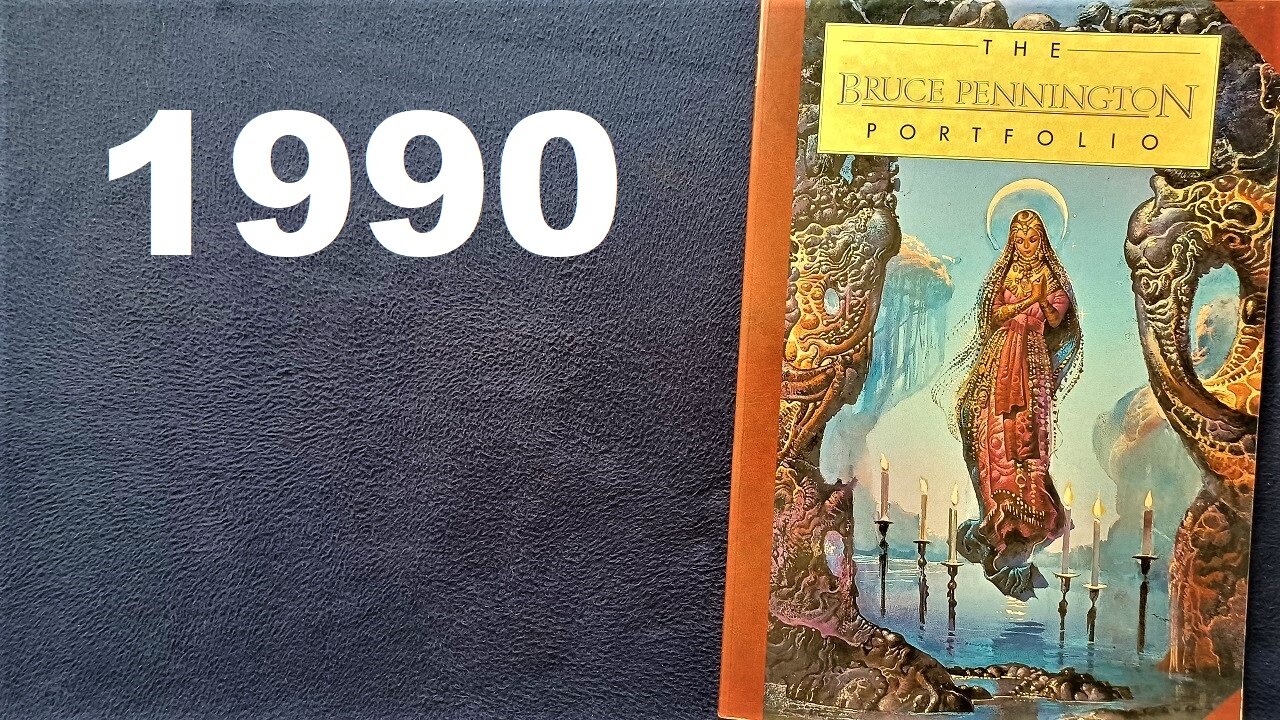 1990
THE
BRUCE PENNINGTON
PORTFOLIO